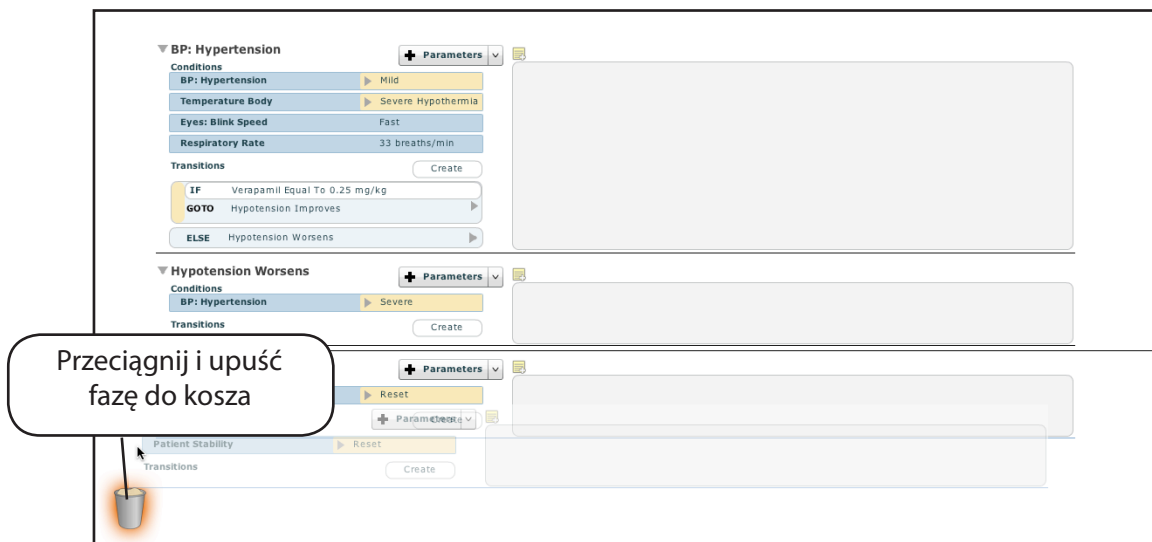 BP: Hypertension
Parameters
Conditions
BP: Hypertension Mild
Temperature Body Severe Hypothermia
Eyes: Blink Speed Fast
Respiratory Rate 33 breaths/min
Transitions Create
IF Verapamil Equal To 0.25 mg/kg
GOTO Hypotension Improves
ELSE Hypotension Worsens
Hypotension Worsens
Parameters
Conditions
BP: Hypertension Severe
Transitions Create
Przeciągnij i upuść
fazę do kosza
Parameters
Reset
Parameters
Create
Patient Stability Reset
Transitions Create